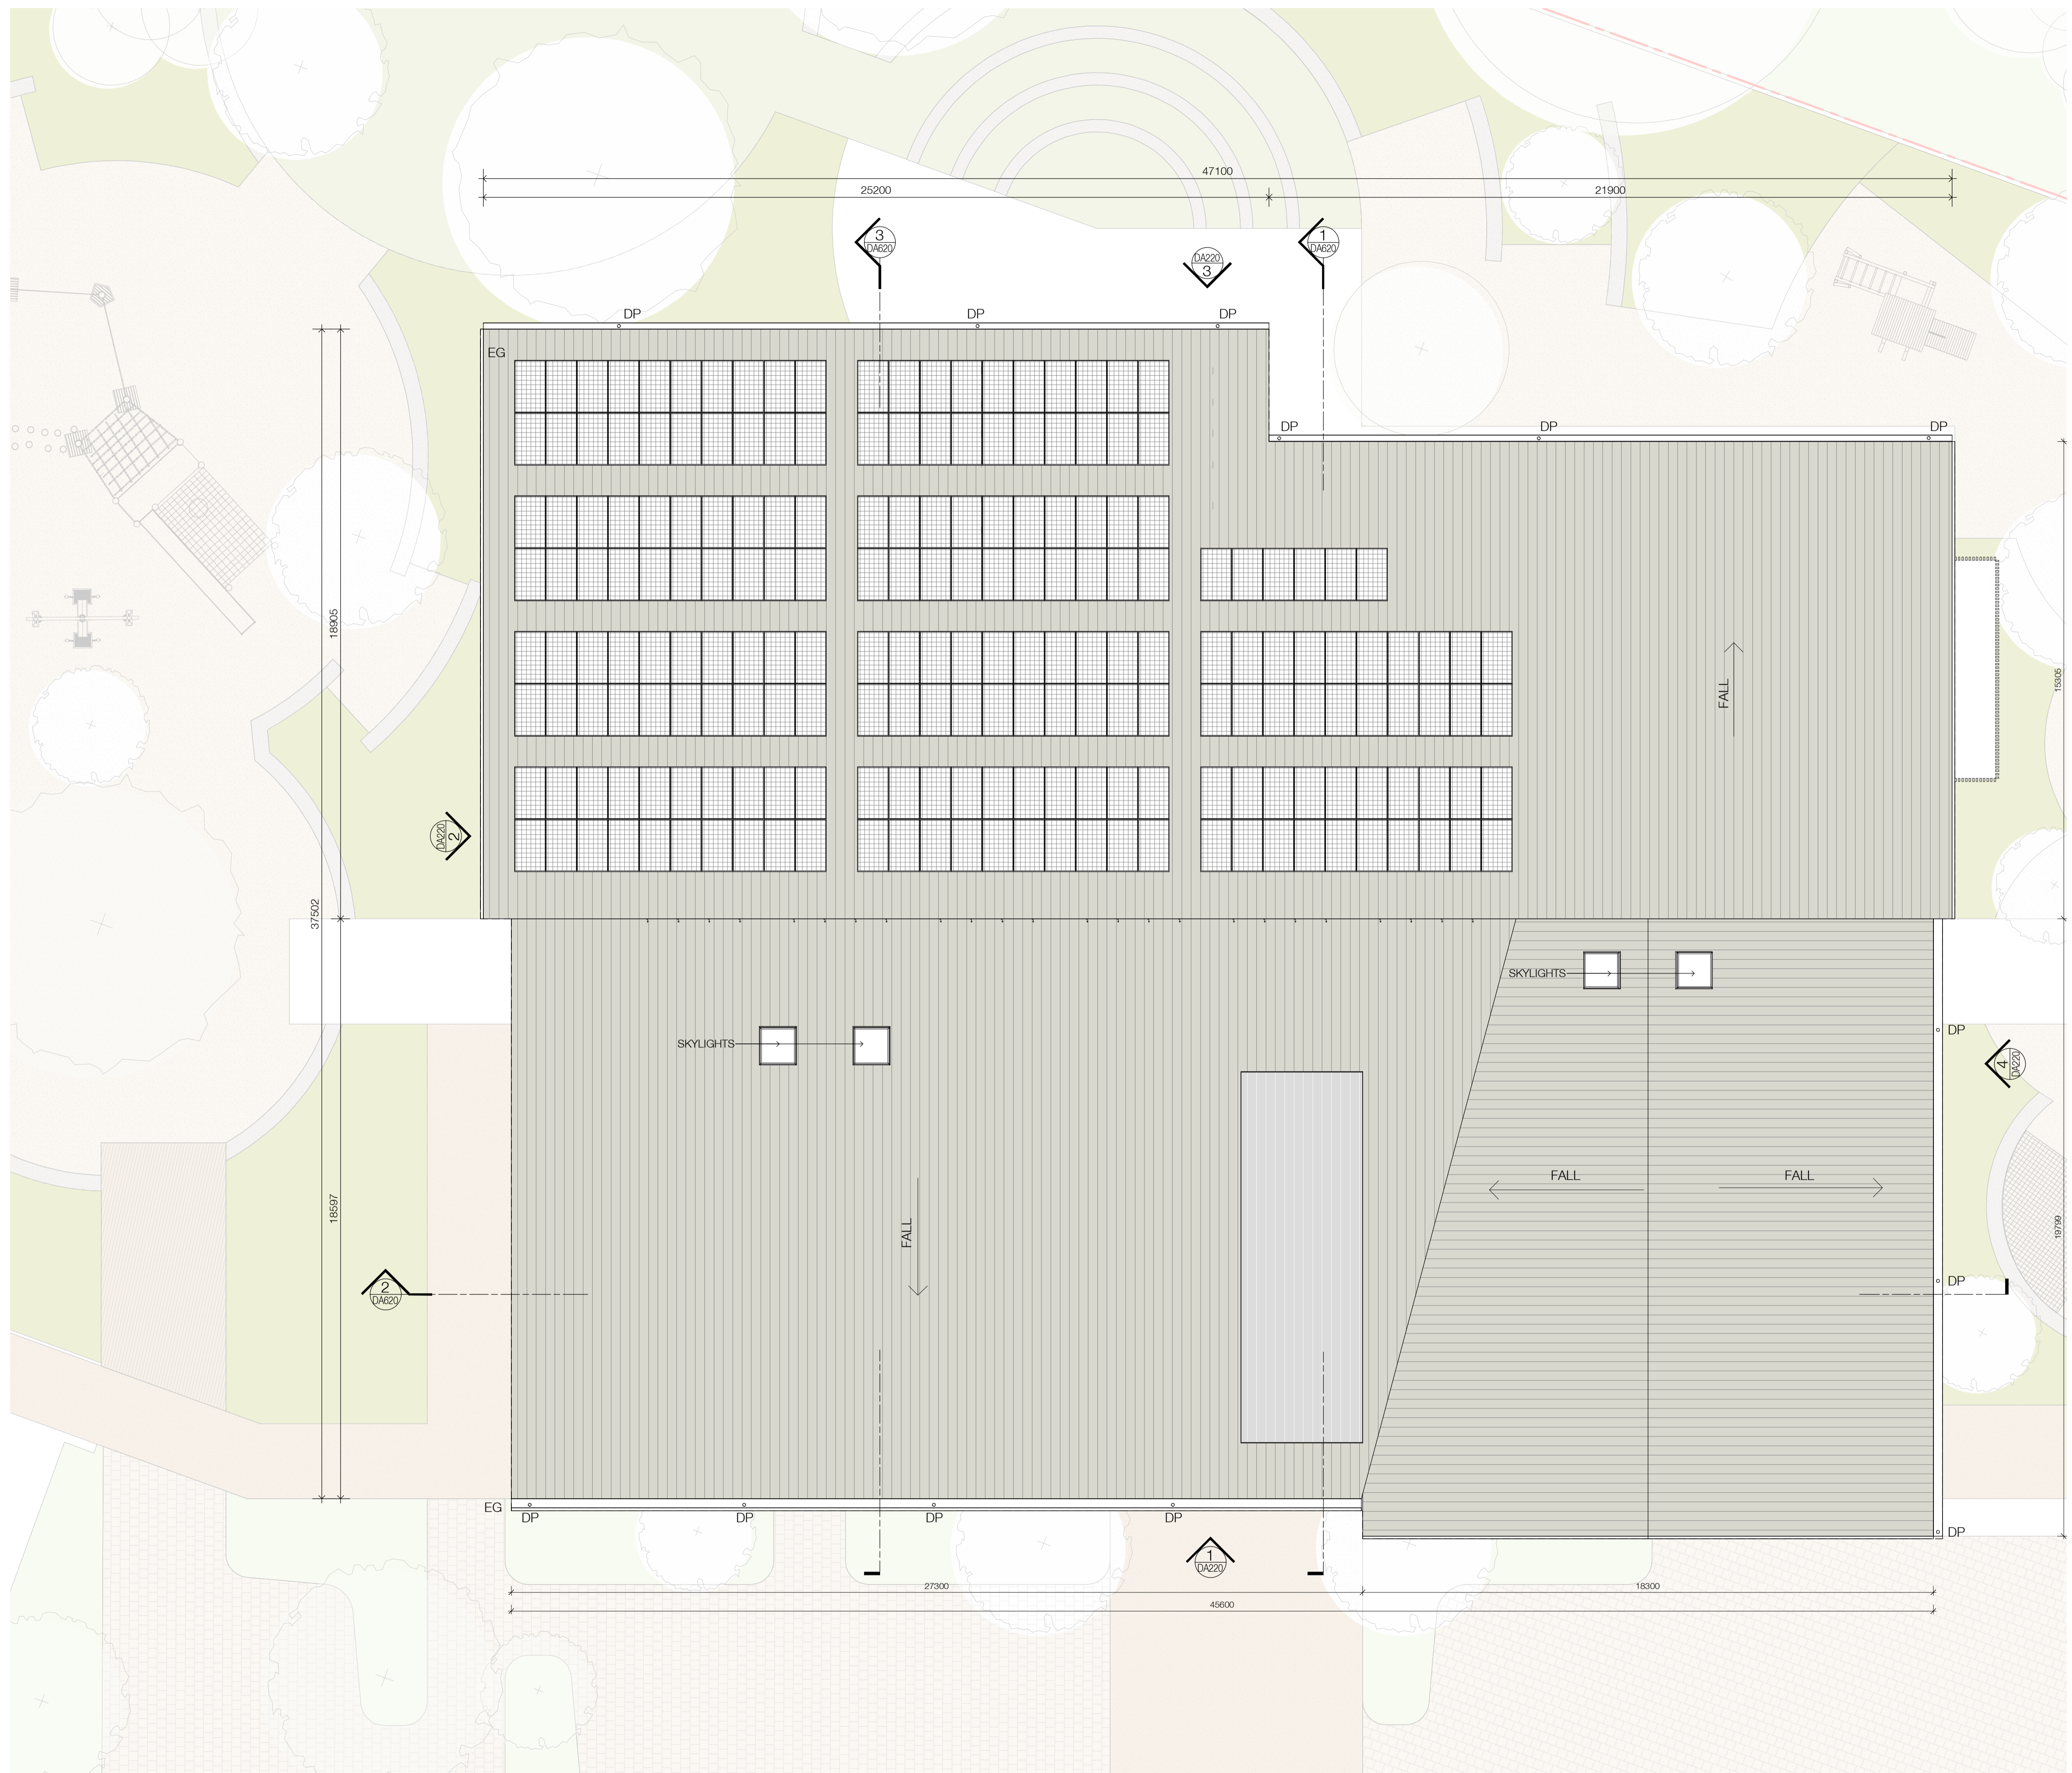 47100
25200
21900
3
DA620
1
DA620
DA220
3
DP
DP
DP
EG
DP
DP
DP
18905
15305
FALL
DA220
2
37502
SKYLIGHTS
SKYLIGHTS
DP
4
DA220
FALL
FALL
FALL
18597
19799
2
DA620
DP
EG
DP
DP
DP
DP
DP
1
DA220
27300
18300
45600